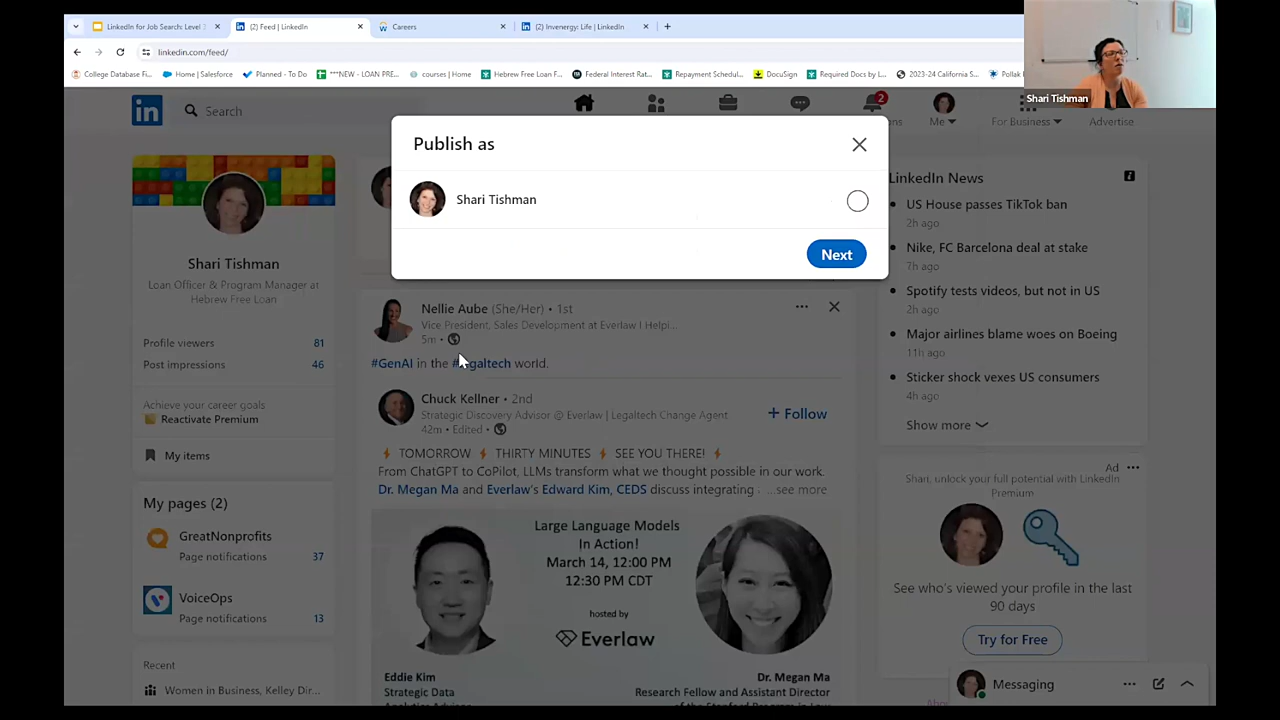 LinkedIn for Job Search: Level
(2) Feed | LinkedIn
Careers
(2) Invenergy: Life | LinkedIn
linkedin.com/feed/
College Database Fi...
Home | Salesforce
Planned - To Do
***NEW - LOAN PRE...
courses | Home
Hebrew Free Loan F...
Federal Interest Rat...
Repayment Schedul...
DocuSign
Required Docs by L...
2023-24 California S...
Pollak
Shari Tishman
in
Search
2
Me
For Business
Advertise
Publish as
Shari Tishman
Next
Shari Tishman
Loan Officer & Program Manager at
Hebrew Free Loan
Profile viewers 81
Post impressions 46
Achieve your career goals
Reactivate Premium
My items
My pages (2)
GreatNonprofits
Page notifications 37
VoiceOps
Page notifications 13
Recent
Women in Business, Kelley Dir...
Nellie Aube (She/Her) • 1st
Vice President, Sales Development at Everlaw I Helpi...
5m •
#GenAI in the world.
Chuck Kellner • 2nd
Strategic Discovery Advisor @ Everlaw | Legaltech Change Agent
42m • Edited •
+ Follow
TOMORROW THIRTY MINUTES SEE YOU THERE!
From ChatGPT to CoPilot, LLMs transform what we thought possible in our work.
Dr. Megan Ma and Everlaw's Edward Kim, CEDS discuss integrating ...see more
Large Language Models
In Action!
March 14, 12:00 PM
12:30 PM CDT
hosted by
Everlaw
Eddie Kim
Strategic Data
Dr. Megan Ma
Research Fellow and Assistant Director
LinkedIn News
US House passes TikTok ban
2h ago
Nike, FC Barcelona deal at stake
7h ago
Spotify tests videos, but not in US
2h ago
Major airlines blame woes on Boeing
11h ago
Sticker shock vexes US consumers
4h ago
Show more
Ad
Shari, unlock your full potential with LinkedIn
Premium
See who's viewed your profile in the last
90 days
Try for Free
Messaging